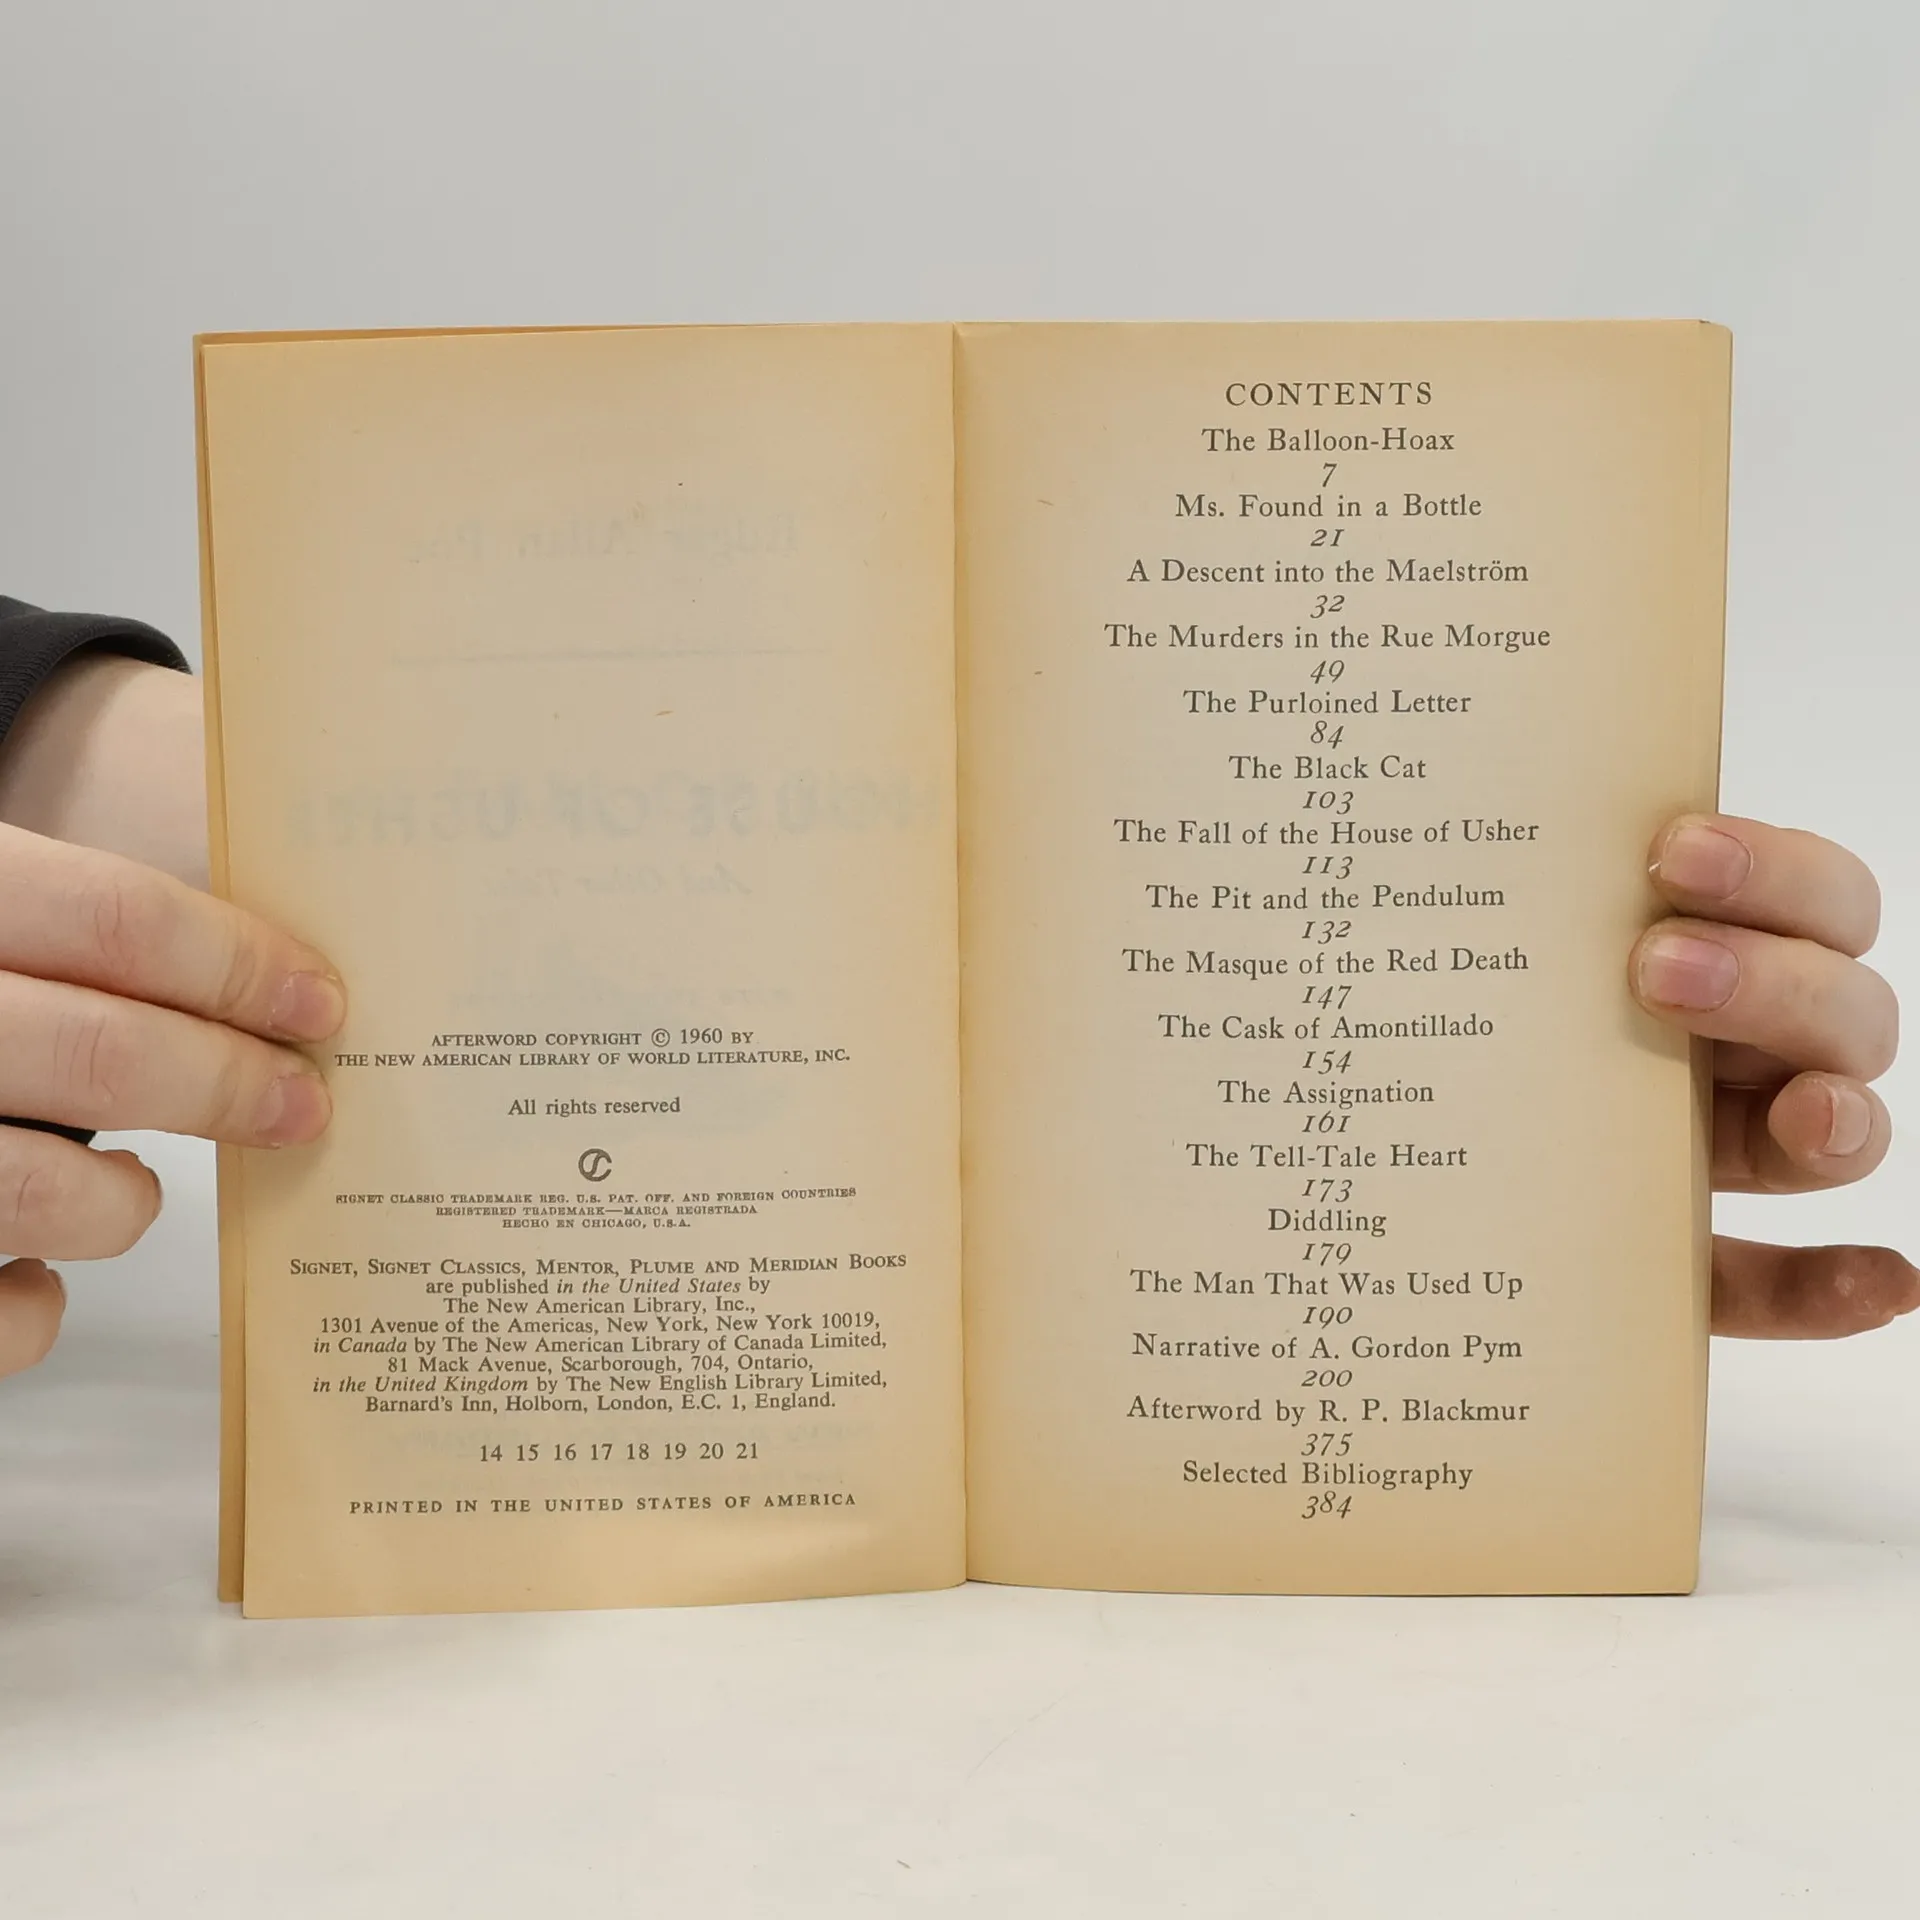 AFTERWORD COPYRIGHT © 1960 BY
THE NEW AMERICAN LIBRARY OF WORLD LITERATURE, INC.
All rights reserved
SIGNET CLASSIC TRADEMARK REG. U.S. PAT. OFF. AND FOREIGN COUNTRIES
REGISTERED TRADEMARK—MARCA REGISTRADA
HECHO EN CHICAGO, U.S.A.
SIGNET, SIGNET CLASSICS, MENTOR, PLUME AND MERIDIAN BOOKS
are published in the United States by
The New American Library, Inc.,
1301 Avenue of the Americas, New York, New York 10019,
in Canada by The New American Library of Canada Limited,
81 Mack Avenue, Scarborough, 704, Ontario,
in the United Kingdom by The New English Library Limited,
Barnard's Inn, Holborn, London, E.C. 1, England.
14 15 16 17 18 19 20 21
PRINTED IN THE UNITED STATES OF AMERICA
CONTENTS
The Balloon-Hoax
7
Ms. Found in a Bottle
21
A Descent into the Maelström
32
The Murders in the Rue Morgue
49
The Purloined Letter
84
The Black Cat
103
The Fall of the House of Usher
113
The Pit and the Pendulum
132
The Masque of the Red Death
147
The Cask of Amontillado
154
The Assignation
161
The Tell-Tale Heart
173
Diddling
179
The Man That Was Used Up
190
Narrative of A. Gordon Pym
200
Afterword by R. P. Blackmur
375
Selected Bibliography
384